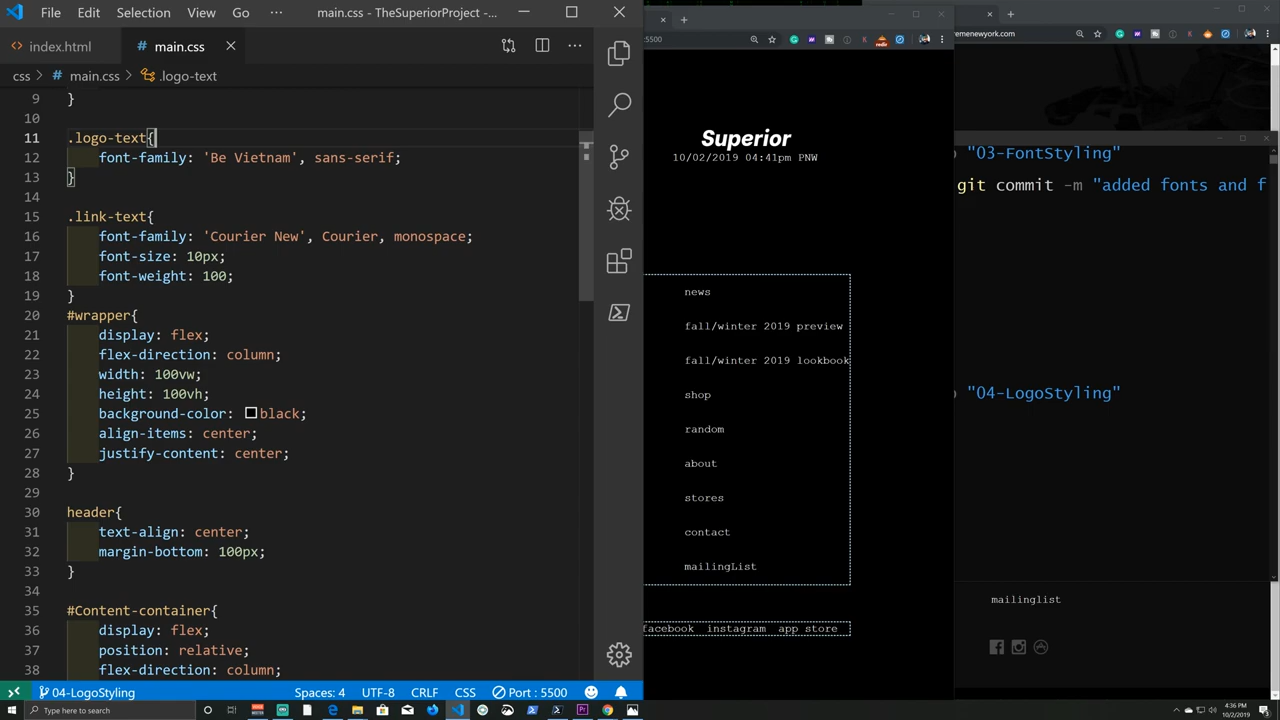 File Edit Selection View Go main.css - TheSuperiorProject - ...
index.html
main.css
css > main.css > .logo-text
9 }
10
11 .logo-text{
12 font-family: 'Be Vietnam', sans-serif;
13 }
14
15 .link-text{
16 font-family: 'Courier New', Courier, monospace;
17 font-size: 10px;
18 font-weight: 100;
19 }
20 #wrapper{
21 display: flex;
22 flex-direction: column;
23 width: 100vw;
24 height: 100vh;
25 background-color: black;
26 align-items: center;
27 justify-content: center;
28 }
29
30 header{
31 text-align: center;
32 margin-bottom: 100px;
33 }
34
35 #Content-container{
36 display: flex;
37 position: relative;
38 flex-direction: column;
04-LogoStyling
Spaces: 4 UTF-8 CRLF CSS Port : 5500
:5500
Superior
10/02/2019 04:41pm PNW
news
fall/winter 2019 preview
fall/winter 2019 lookbook
shop
random
about
stores
contact
mailingList
facebook instagram app store
remenewyork.com
"03-FontStyling"
git commit -m "added fonts and f
"04-LogoStyling"
mailinglist
Type here to search
4:36 PM
10/2/2019